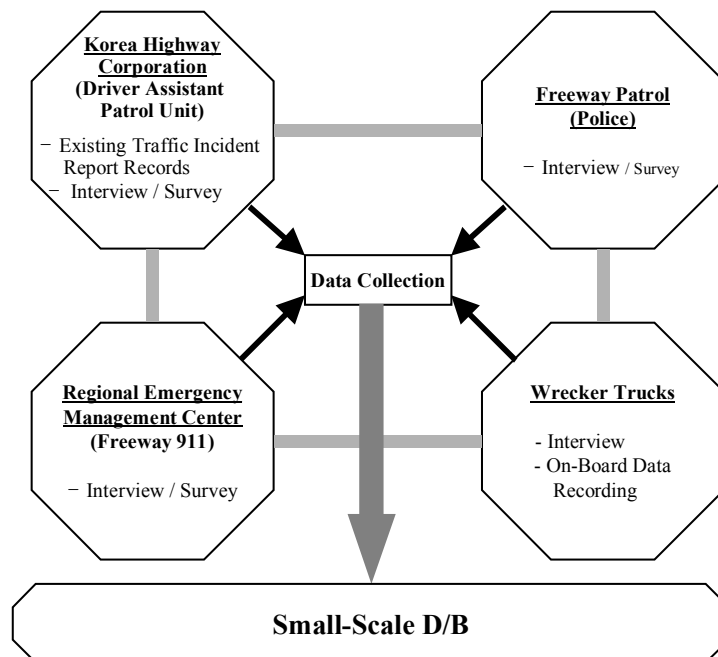 Korea Highway
Corporation
(Driver Assistant
Patrol Unit)
− Existing Traffic Incident
Report Records
− Interview / Survey
Freeway Patrol
(Police)
− Interview / Survey
Data Collection
Regional Emergency
Management Center
(Freeway 911)
− Interview / Survey
Wrecker Trucks
- Interview
- On-Board Data
Recording
Small-Scale D/B